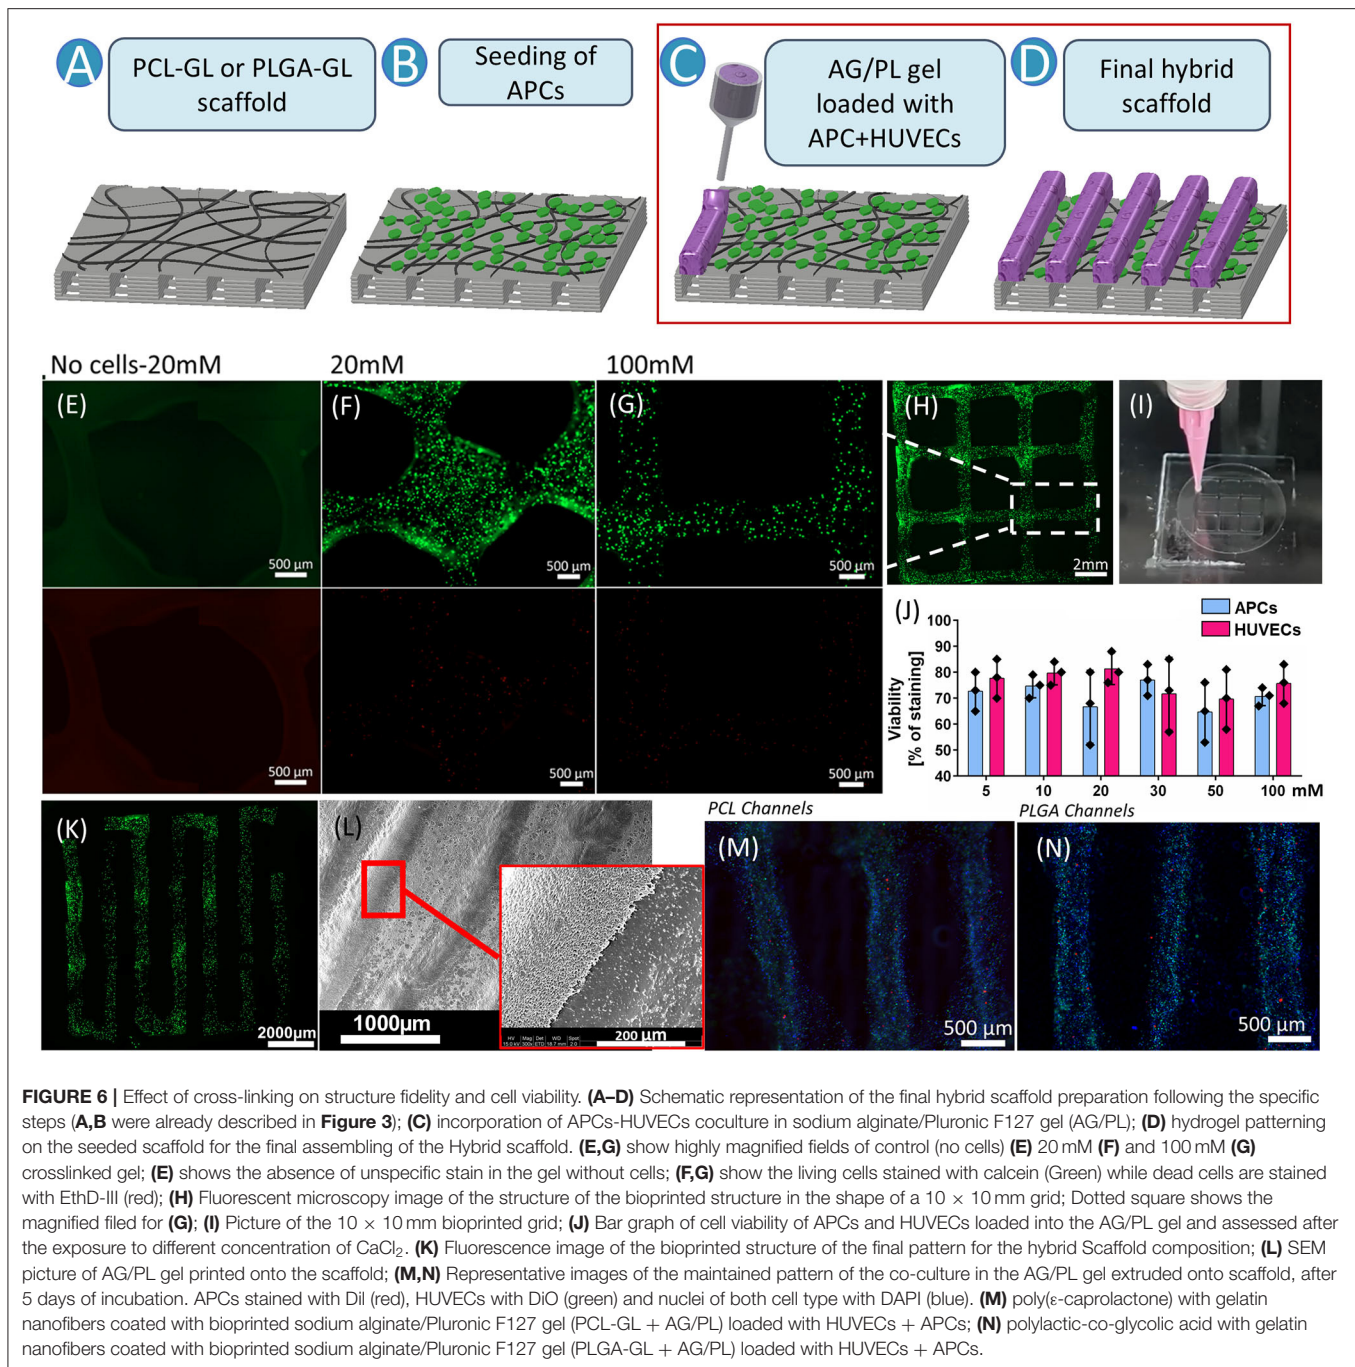 A
PCL-GL or PLGA-GL
scaffold
B
Seeding of
APCs
C
AG/PL gel
loaded with
APC+HUVECs
D
Final hybrid
scaffold
No cells-20mM
20mM
100mM
(E)
500 µm
(F)
500 µm
(G)
500 µm
(H)
2mm
(I)
500 µm
500 µm
500 µm
(J)
APCs
HUVECs
Viability
[% of staining]
100
90
80
70
60
50
40
5 10 20 30 50 100 mM
(K)
2000µm
(L)
1000µm
HV Mag Det WD Spot
15.0 kV 300x ETD 18.7 mm 2.0
200 µm
PCL Channels
(M)
500 µm
PLGA Channels
(N)
500 µm
FIGURE 6 | Effect of cross-linking on structure fidelity and cell viability. (A–D) Schematic representation of the final hybrid scaffold preparation following the specific
steps (A,B were already described in Figure 3); (C) incorporation of APCs-HUVECs coculture in sodium alginate/Pluronic F127 gel (AG/PL); (D) hydrogel patterning
on the seeded scaffold for the final assembling of the Hybrid scaffold. (E,G) show highly magnified fields of control (no cells) (E) 20 mM (F) and 100 mM (G)
crosslinked gel; (E) shows the absence of unspecific stain in the gel without cells; (F,G) show the living cells stained with calcein (Green) while dead cells are stained
with EthD-III (red); (H) Fluorescent microscopy image of the structure of the bioprinted structure in the shape of a 10 × 10 mm grid; Dotted square shows the
magnified filed for (G); (I) Picture of the 10 × 10 mm bioprinted grid; (J) Bar graph of cell viability of APCs and HUVECs loaded into the AG/PL gel and assessed after
the exposure to different concentration of CaCl₂. (K) Fluorescence image of the bioprinted structure of the final pattern for the hybrid Scaffold composition; (L) SEM
picture of AG/PL gel printed onto the scaffold; (M,N) Representative images of the maintained pattern of the co-culture in the AG/PL gel extruded onto scaffold, after
5 days of incubation. APCs stained with Dil (red), HUVECs with DiO (green) and nuclei of both cell type with DAPI (blue). (M) poly(ε-caprolactone) with gelatin
nanofibers coated with bioprinted sodium alginate/Pluronic F127 gel (PCL-GL + AG/PL) loaded with HUVECs + APCs; (N) polylactic-co-glycolic acid with gelatin
nanofibers coated with bioprinted sodium alginate/Pluronic F127 gel (PLGA-GL + AG/PL) loaded with HUVECs + APCs.